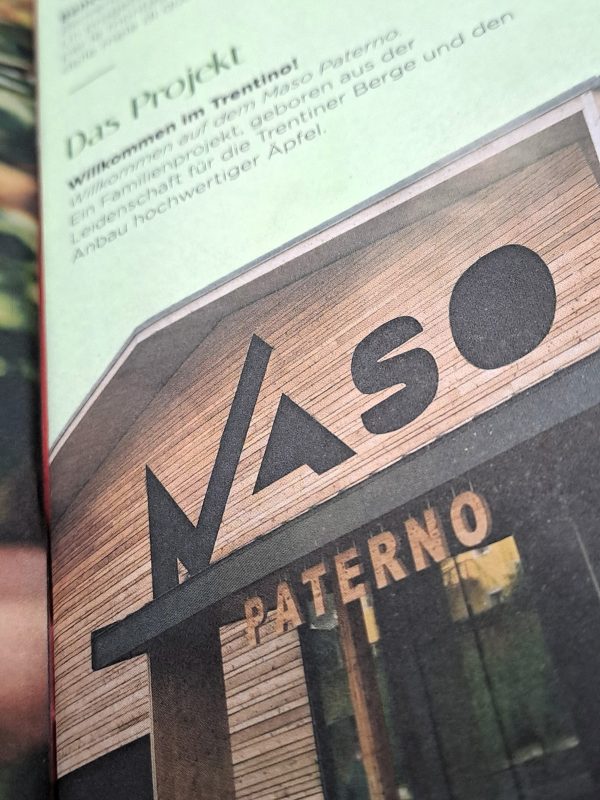 Das Projekt
Willkommen im Trentino!
Willkommen auf dem Maso Paterno.
Ein Familienprojekt, geboren aus der
Leidenschaft für die Trentiner Berge und den
Anbau hochwertiger Äpfel.
MASO
PATERNO